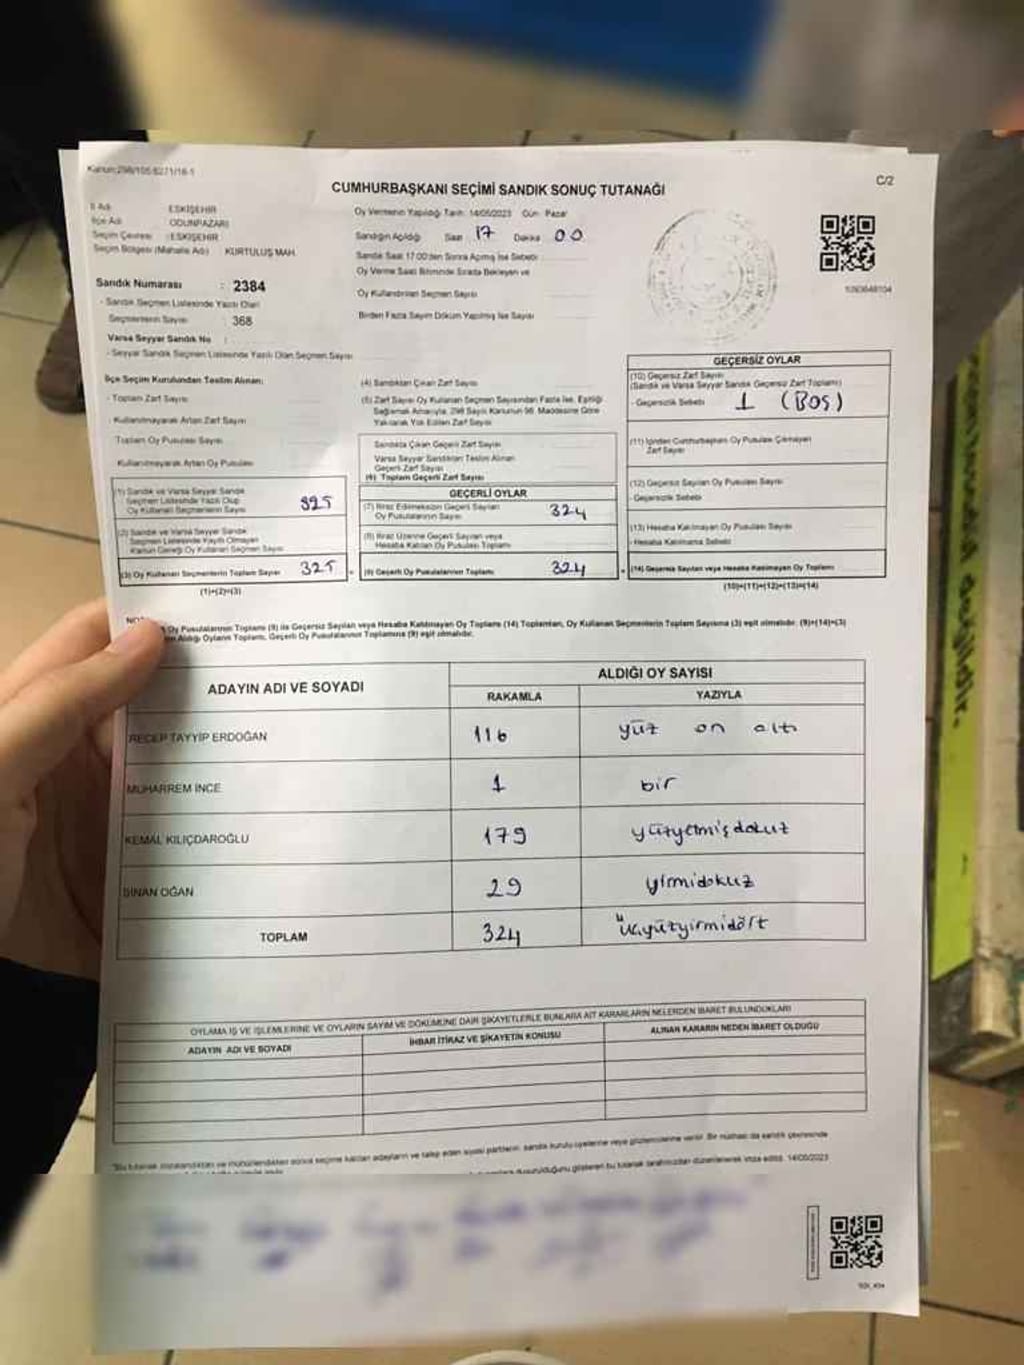 Kanun:298/105 6271/16-1
CUMHURBAŞKANI SEÇİMİ SANDIK SONUÇ TUTANAĞI
C/2
İl Adı ESKİŞEHİR
İlçe Adı ODUNPAZARI
Seçim Çevresi : ESKİŞEHİR
Seçim Bölgesi (Mahalle Adı) KURTULUŞ MAH.
Oy Vermenin Yapıldığı Tarih: 14/05/2023 Gün: Pazar
Sandığın Açıldığı Saat 17 Dakika 00
Sandık Saat 17:00'den Sonra Açılmış İse Sebebi
Oy Verme Saati Bitiminde Sırada Bekleyen ve
Oy Kullandırılan Seçmen Sayısı
Birden Fazla Sayım Döküm Yapılmış İse Sayısı
Sandık Numarası : 2384
- Sandık Seçmen Listesinde Yazılı Olan
Seçmenlerin Sayısı : 368
Varsa Seyyar Sandık No :
- Seyyar Sandık Seçmen Listesinde Yazılı Olan Seçmen Sayısı
İlçe Seçim Kurulundan Teslim Alınan:
- Toplam Zarf Sayısı
Kullanılmayarak Artan Zarf Sayısı
Toplam Oy Pusulası Sayısı
Kullanılmayarak Artan Oy Pusulası
(1) Sandık ve Varsa Seyyar Sandık
Seçmen Listesinde Yazılı Olup
Oy Kullanan Seçmenlerin Sayısı 325
(2) Sandık ve Varsa Seyyar Sandık
Seçmen Listesinde Kayıtlı Olmayan
Kanun Gereği Oy Kullanan Seçmen Sayısı
(3) Oy Kullanan Seçmenlerin Toplam Sayısı 325
(1)+(2)=(3)
(4) Sandıktan Çıkan Zarf Sayısı
(5) Zarf Sayısı Oy Kullanan Seçmen Sayısından Fazla İse, Eşitliği
Sağlamak Amacıyla, 298 Sayılı Kanunun 98. Maddesine Göre
Yakılarak Yok Edilen Zarf Sayısı
Sandıkta Çıkan Geçerli Zarf Sayısı
Varsa Seyyar Sandıktan Teslim Alınan
Geçerli Zarf Sayısı
(6) Toplam Geçerli Zarf Sayısı
GEÇERLİ OYLAR
(7) İtiraz Edilmeksizin Geçerli Sayılan
Oy Pusulalarının Sayısı 324
(8) İtiraz Üzerine Geçerli Sayılan veya
Hesaba Katılan Oy Pusulası Toplamı
(9) Geçerli Oy Pusulalarının Toplamı 324
GEÇERSİZ OYLAR
(10) Geçersiz Zarf Sayısı
(Sandık ve Varsa Seyyar Sandık Geçersiz Zarf Toplamı)
- Geçersizlik Sebebi 1 (BOŞ)
(11) İçinden Cumhurbaşkanı Oy Pusulası Çıkmayan
Zarf Sayısı
(12) Geçersiz Sayılan Oy Pusulası Sayısı
- Geçersizlik Sebebi
(13) Hesaba Katılmayan Oy Pusulası Sayısı
- Hesaba Katılmama Sebebi
(14) Geçersiz Sayılan veya Hesaba Katılmayan Oy Toplamı
(10)+(11)+(12)+(13)=(14)
Oy Pusulalarının Toplamı (9) ile Geçersiz Sayılan veya Hesaba Katılmayan Oy Toplamı (14) Toplamları, Oy Kullanan Seçmenlerin Toplam Sayısına (3) eşit olmalıdır. (9)+(14)=(3)
Aldığı Oyların Toplamı, Geçerli Oy Pusulalarının Toplamına (9) eşit olmalıdır.
ADAYIN ADI VE SOYADI
ALDIĞI OY SAYISI
RAKAMLA YAZIYLA
RECEP TAYYİP ERDOĞAN 116 yüz on altı
MUHARREM İNCE 1 bir
KEMAL KILIÇDAROĞLU 179 yüzyetmişdokuz
SİNAN OĞAN 29 yirmidokuz
TOPLAM 324 üçyüzyirmidört
OYLAMA İŞ VE İŞLEMLERİNE VE OYLARIN SAYIM VE DÖKÜMÜNE DAİR ŞİKAYETLERLE BUNLARA AİT KARARLARIN NELERDEN İBARET BULUNDUKLARI
ADAYIN ADI VE SOYADI İHBAR İTİRAZ VE ŞİKAYETİN KONUSU ALINAN KARARIN NEDEN İBARET OLDUĞU